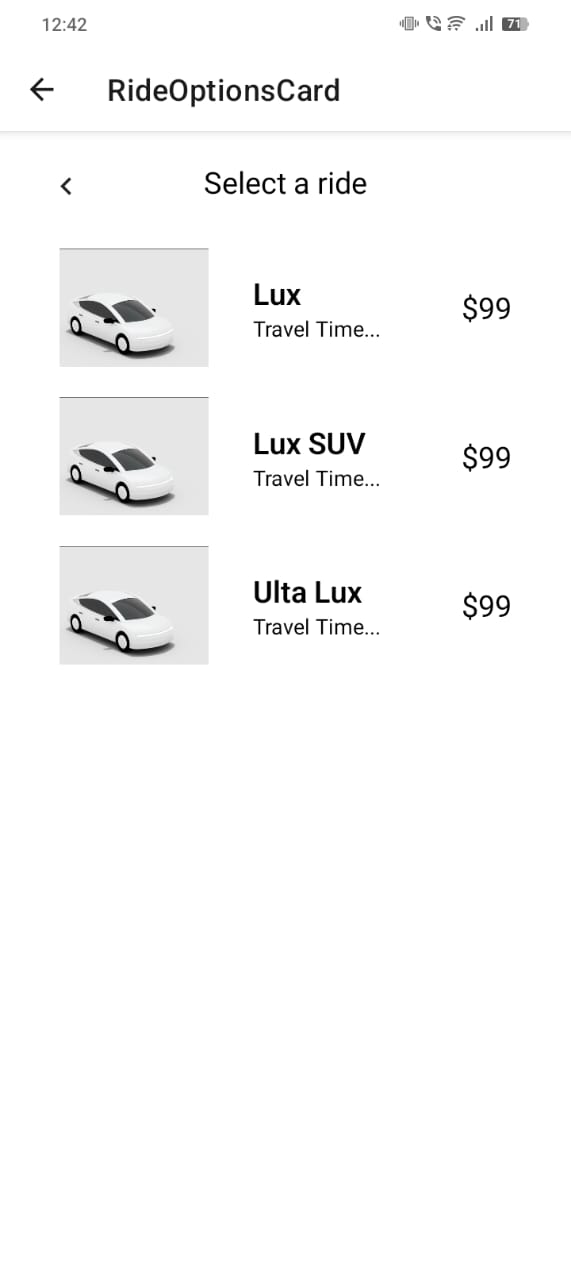 12:42
71
RideOptionsCard
Select a ride
Lux
Travel Time...
$99
Lux SUV
Travel Time...
$99
Ulta Lux
Travel Time...
$99